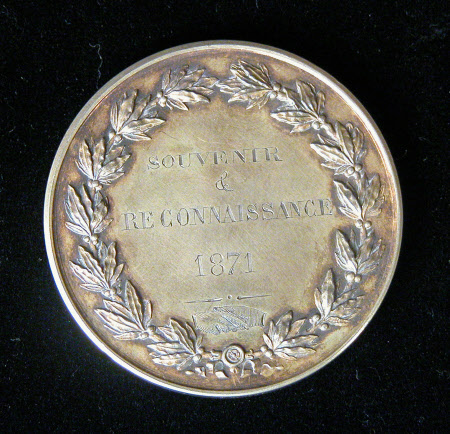 SOUVENIR
&
RECONNAISSANCE
1871